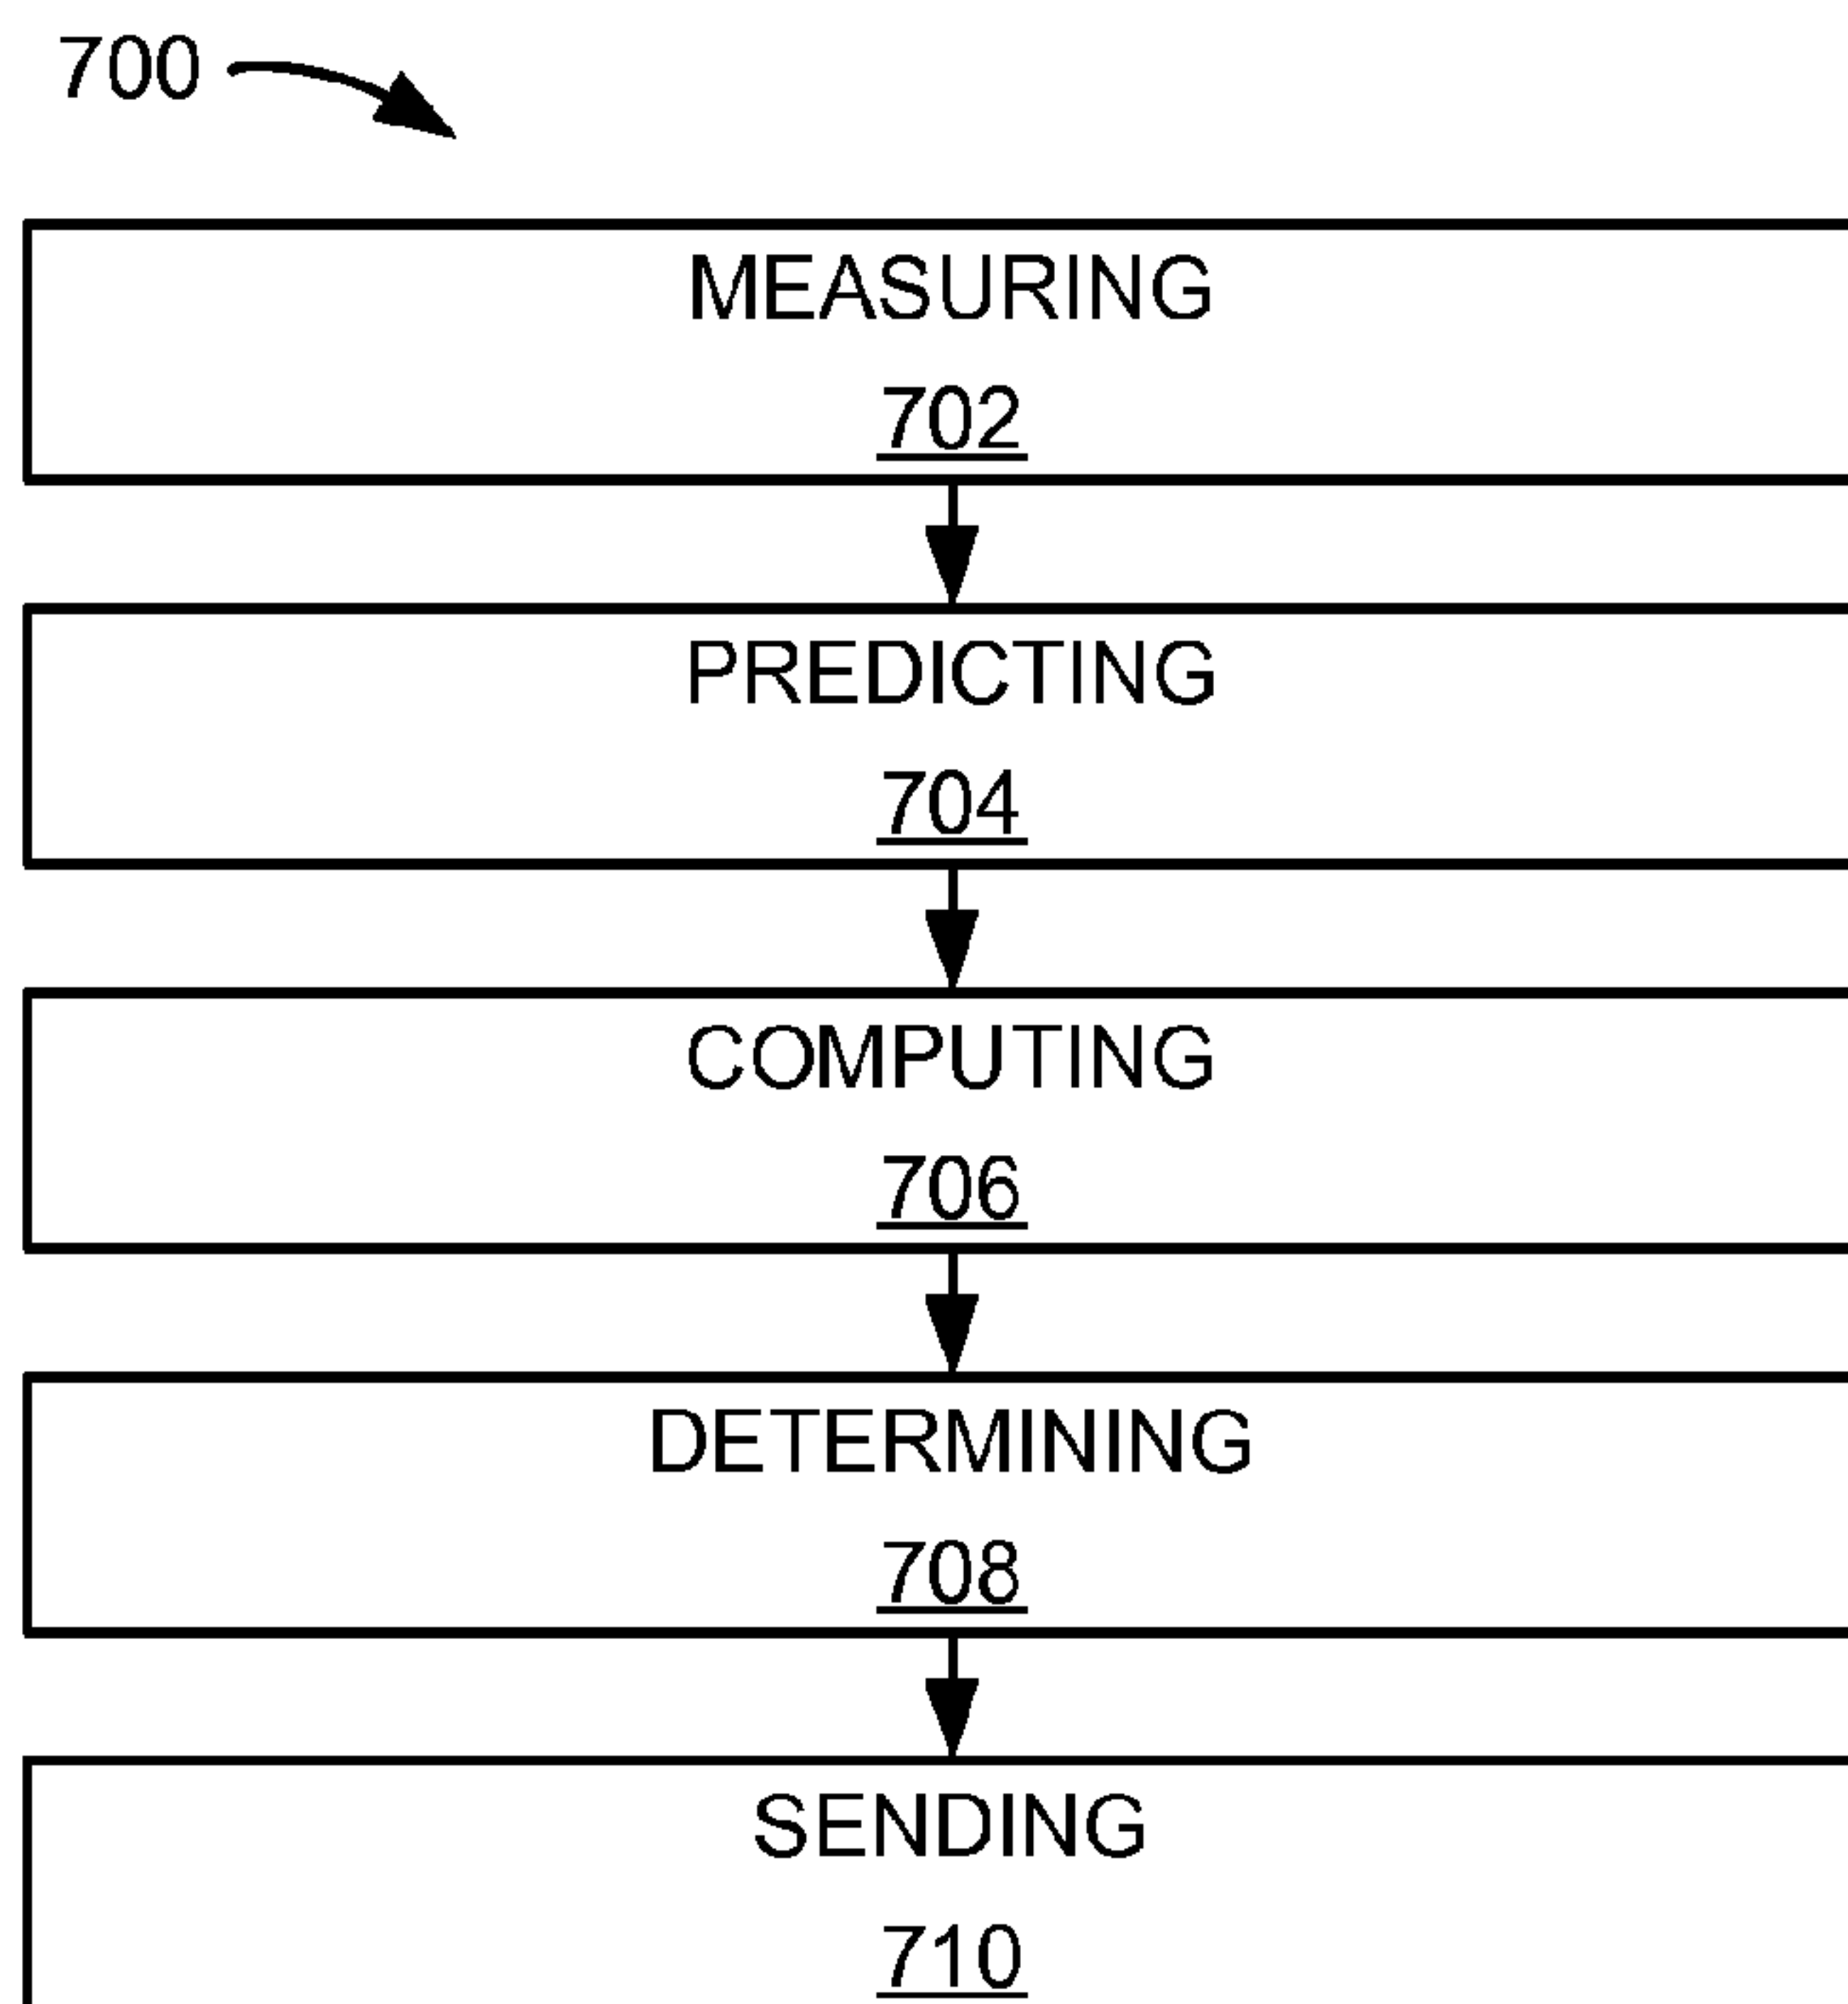 700
MEASURING
702
PREDICTING
704
COMPUTING
706
DETERMINING
708
SENDING
710